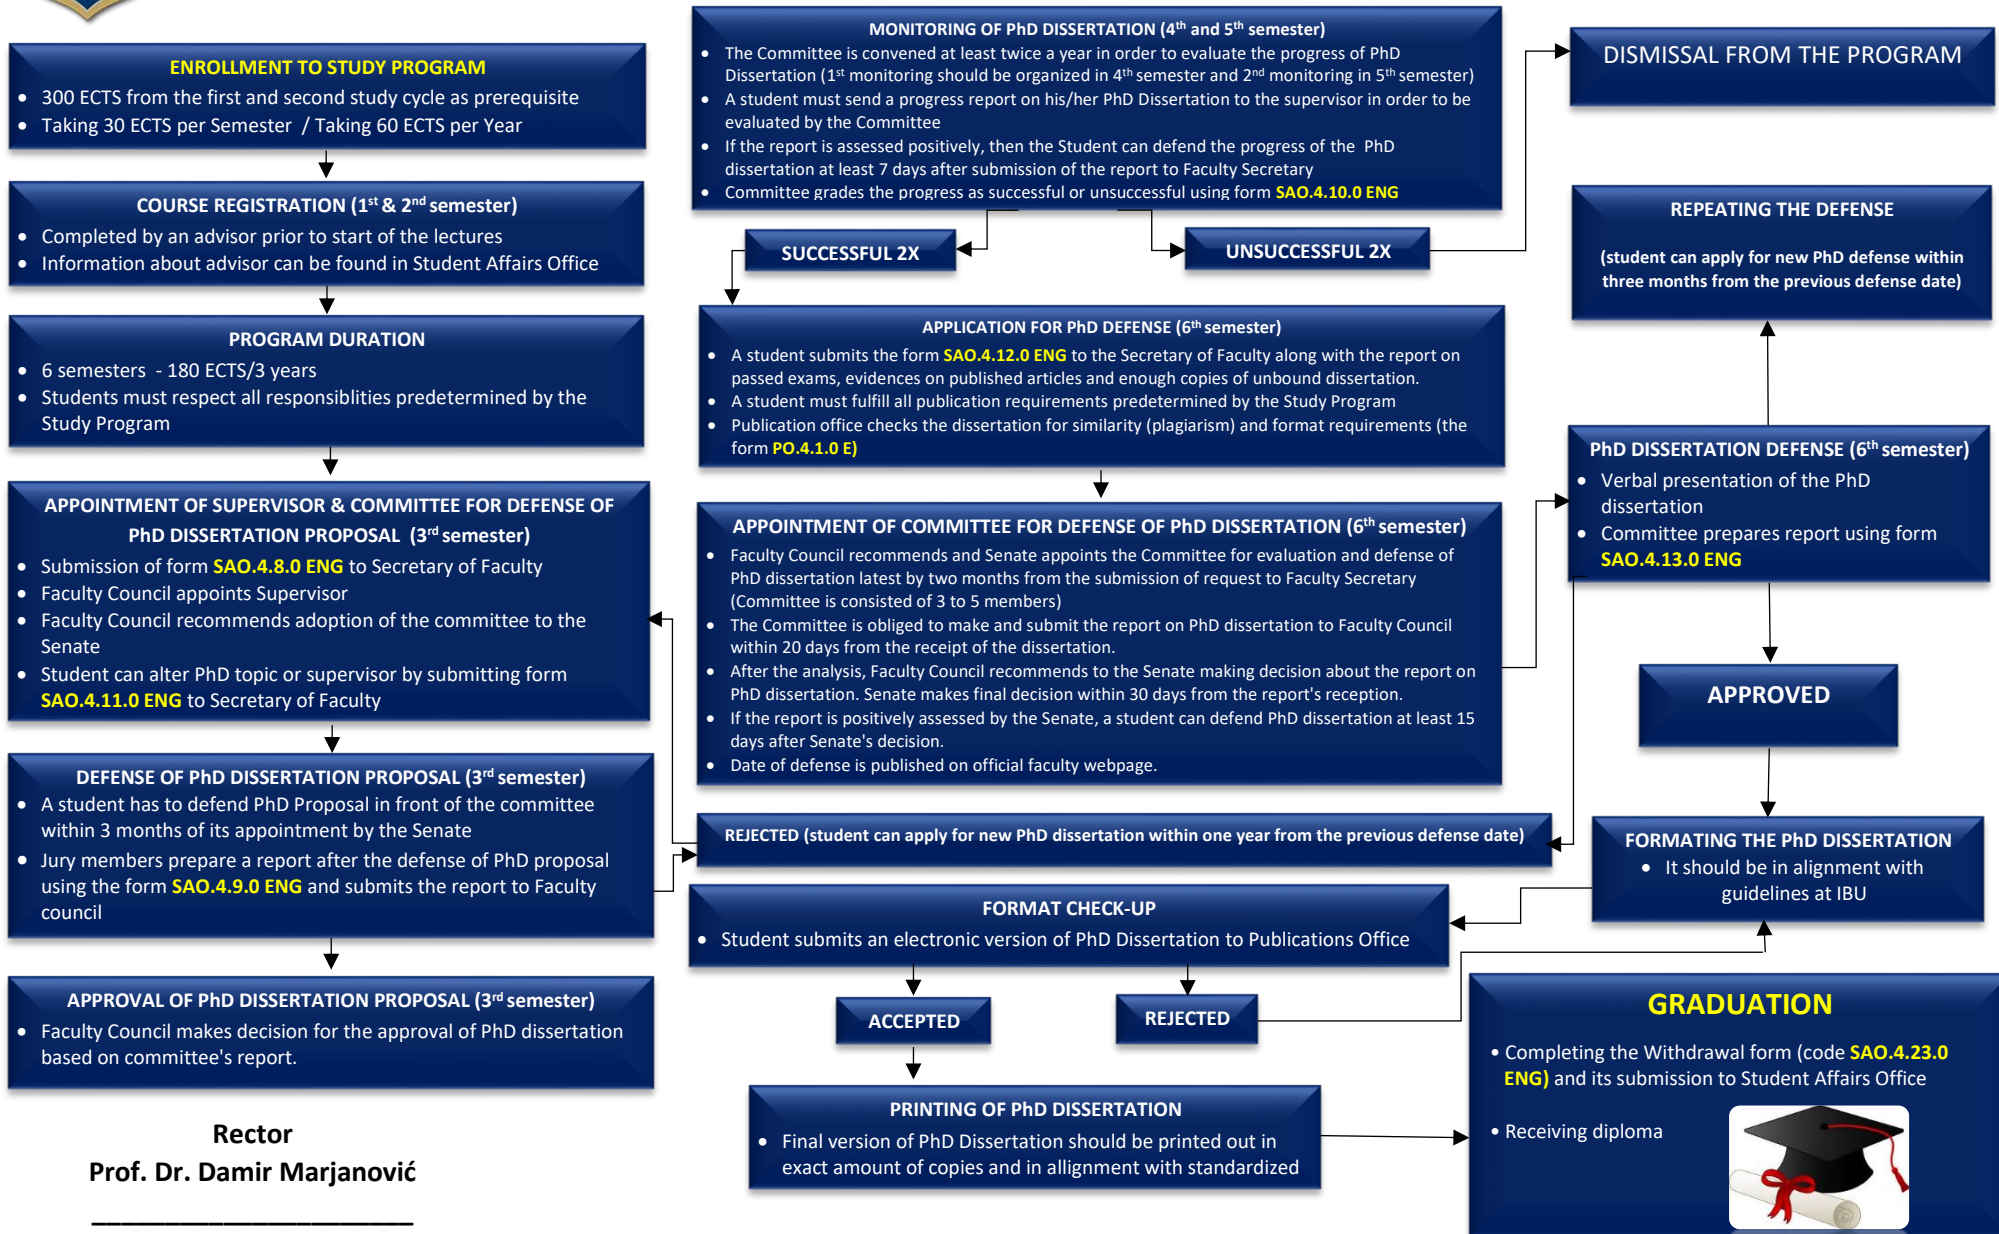 ENROLLMENT TO STUDY PROGRAM
• 300 ECTS from the first and second study cycle as prerequisite
• Taking 30 ECTS per Semester / Taking 60 ECTS per Year
COURSE REGISTRATION (1st & 2nd semester)
• Completed by an advisor prior to start of the lectures
• Information about advisor can be found in Student Affairs Office
PROGRAM DURATION
• 6 semesters - 180 ECTS/3 years
• Students must respect all responsiblities predetermined by the
Study Program
APPOINTMENT OF SUPERVISOR & COMMITTEE FOR DEFENSE OF
PhD DISSERTATION PROPOSAL (3rd semester)
• Submission of form SAO.4.8.0 ENG to Secretary of Faculty
• Faculty Council appoints Supervisor
• Faculty Council recommends adoption of the committee to the
Senate
• Student can alter PhD topic or supervisor by submitting form
SAO.4.11.0 ENG to Secretary of Faculty
DEFENSE OF PhD DISSERTATION PROPOSAL (3rd semester)
• A student has to defend PhD Proposal in front of the committee
within 3 months of its appointment by the Senate
• Jury members prepare a report after the defense of PhD proposal
using the form SAO.4.9.0 ENG and submits the report to Faculty
council
APPROVAL OF PhD DISSERTATION PROPOSAL (3rd semester)
• Faculty Council makes decision for the approval of PhD dissertation
based on committee's report.
Rector
Prof. Dr. Damir Marjanović
MONITORING OF PhD DISSERTATION (4th and 5th semester)
• The Committee is convened at least twice a year in order to evaluate the progress of PhD
Dissertation (1st monitoring should be organized in 4th semester and 2nd monitoring in 5th semester)
• A student must send a progress report on his/her PhD Dissertation to the supervisor in order to be
evaluated by the Committee
• If the report is assessed positively, then the Student can defend the progress of the PhD
dissertation at least 7 days after submission of the report to Faculty Secretary
• Committee grades the progress as successful or unsuccessful using form SAO.4.10.0 ENG
SUCCESSFUL 2X
UNSUCCESSFUL 2X
APPLICATION FOR PhD DEFENSE (6th semester)
• A student submits the form SAO.4.12.0 ENG to the Secretary of Faculty along with the report on
passed exams, evidences on published articles and enough copies of unbound dissertation.
• A student must fulfill all publication requirements predetermined by the Study Program
• Publication office checks the dissertation for similarity (plagiarism) and format requirements (the
form PO.4.1.0 E)
APPOINTMENT OF COMMITTEE FOR DEFENSE OF PhD DISSERTATION (6th semester)
• Faculty Council recommends and Senate appoints the Committee for evaluation and defense of
PhD dissertation latest by two months from the submission of request to Faculty Secretary
(Committee is consisted of 3 to 5 members)
• The Committee is obliged to make and submit the report on PhD dissertation to Faculty Council
within 20 days from the receipt of the dissertation.
• After the analysis, Faculty Council recommends to the Senate making decision about the report on
PhD dissertation. Senate makes final decision within 30 days from the report's reception.
• If the report is positively assessed by the Senate, a student can defend PhD dissertation at least 15
days after Senate's decision.
• Date of defense is published on official faculty webpage.
REJECTED (student can apply for new PhD dissertation within one year from the previous defense date)
FORMAT CHECK-UP
• Student submits an electronic version of PhD Dissertation to Publications Office
ACCEPTED
REJECTED
PRINTING OF PhD DISSERTATION
• Final version of PhD Dissertation should be printed out in
exact amount of copies and in allignment with standardized
DISMISSAL FROM THE PROGRAM
REPEATING THE DEFENSE
(student can apply for new PhD defense within
three months from the previous defense date)
PhD DISSERTATION DEFENSE (6th semester)
• Verbal presentation of the PhD
dissertation
• Committee prepares report using form
SAO.4.13.0 ENG
APPROVED
FORMATING THE PhD DISSERTATION
• It should be in alignment with
guidelines at IBU
GRADUATION
• Completing the Withdrawal form (code SAO.4.23.0
ENG) and its submission to Student Affairs Office
• Receiving diploma